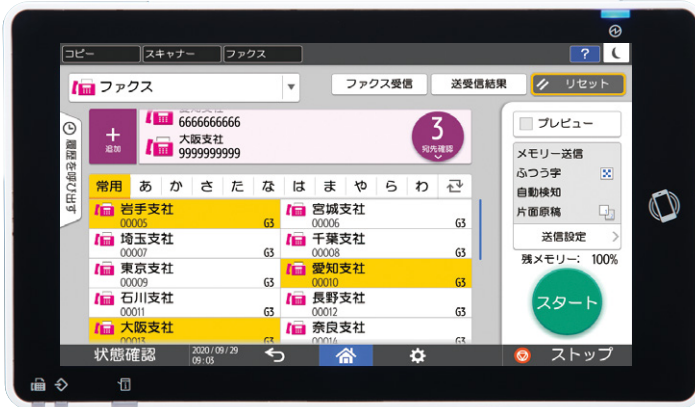 コピー
スキャナー
ファクス
?
ファクス
ファクス受信
送受信結果
リセット
履歴を呼び出す
+
追加
6666666666
大阪支社
9999999999
3
宛先確認
プレビュー
メモリー送信
ふつう字
自動検知
片面原稿
送信設定
残メモリー: 100%
スタート
常用 あ か さ た な は ま や ら わ
岩手支社
00005 G3
宮城支社
00006 G3
埼玉支社
00007 G3
千葉支社
00008 G3
東京支社
00009 G3
愛知支社
00010 G3
石川支社
00011 G3
長野支社
00012 G3
大阪支社
00013 G3
奈良支社
00014 G3
状態確認
2020/09/29
09:03
ストップ